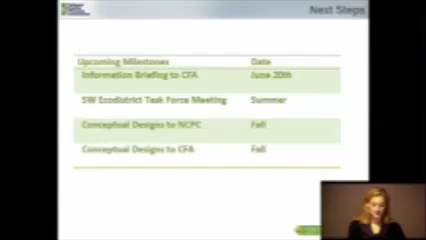 Next Steps
Upcoming Milestones Date
Information Briefing to CFA June 20th
SW Ecodistrict Task Force Meeting Summer
Conceptual Designs to NCPC Fall
Conceptual Designs to CFA Fall